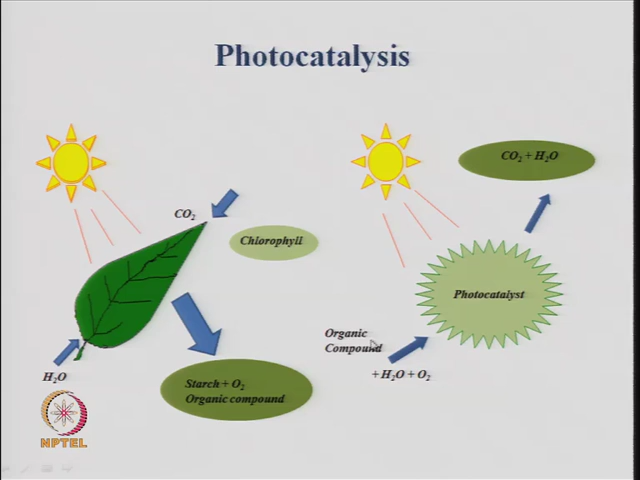 Photocatalysis
CO₂
Chlorophyll
H₂O
Starch + O₂
Organic compound
NPTEL
CO₂ + H₂O
Photocatalyst
Organic
Compound
+ H₂O + O₂